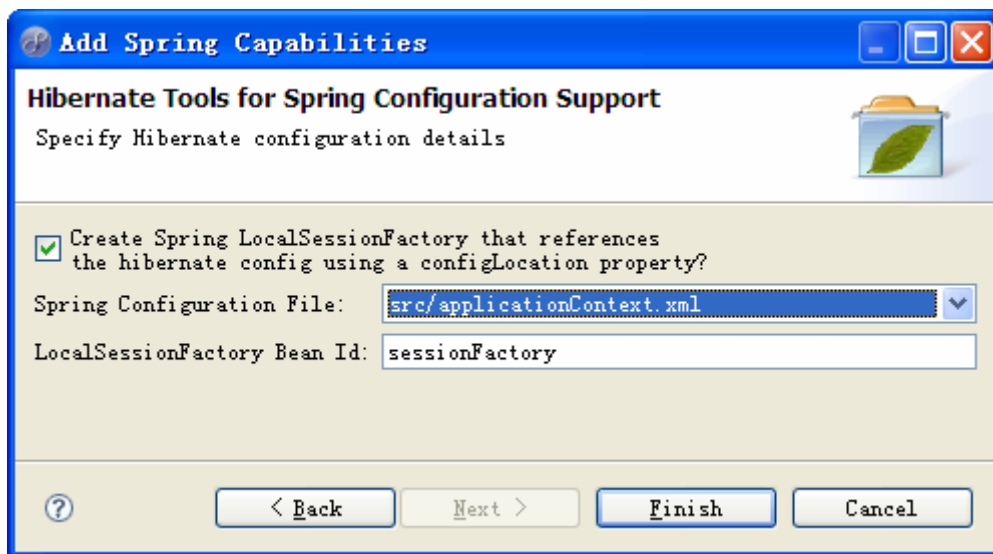 Add Spring Capabilities
Hibernate Tools for Spring Configuration Support
Specify Hibernate configuration details
Create Spring LocalSessionFactory that references
the hibernate config using a configLocation property?
Spring Configuration File: src/applicationContext.xml
LocalSessionFactory Bean Id: sessionFactory
? < Back Next > Finish Cancel